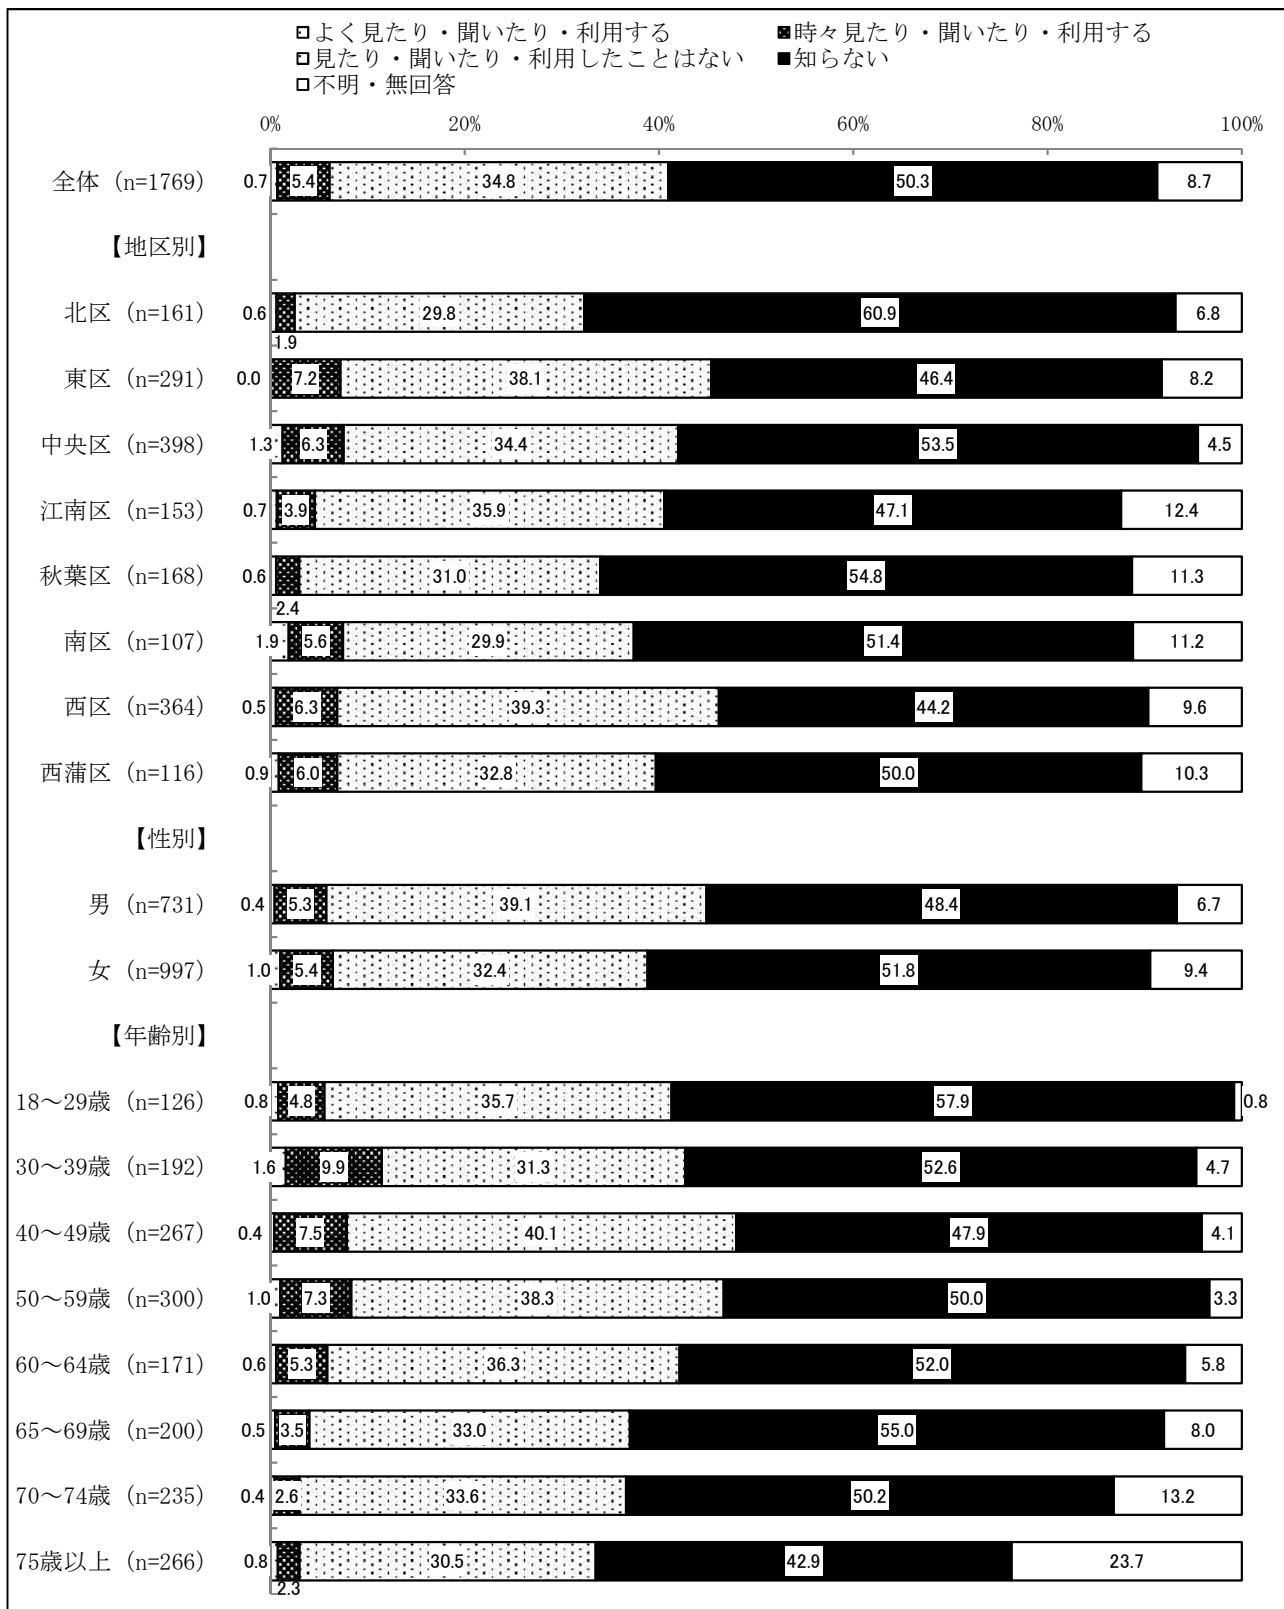 よく見たり・聞いたり・利用する 時々見たり・聞いたり・利用する
見たり・聞いたり・利用したことはない 知らない
不明・無回答
0% 20% 40% 60% 80% 100%
全体 (n=1769) 0.7 5.4 34.8 50.3 8.7
【地区別】
北区 (n=161) 0.6 29.8 60.9 6.8
1.9
東区 (n=291) 0.0 7.2 38.1 46.4 8.2
中央区 (n=398) 1.3 6.3 34.4 53.5 4.5
江南区 (n=153) 0.7 3.9 35.9 47.1 12.4
秋葉区 (n=168) 0.6 31.0 54.8 11.3
2.4
南区 (n=107) 1.9 5.6 29.9 51.4 11.2
西区 (n=364) 0.5 6.3 39.3 44.2 9.6
西蒲区 (n=116) 0.9 6.0 32.8 50.0 10.3
【性別】
男 (n=731) 0.4 5.3 39.1 48.4 6.7
女 (n=997) 1.0 5.4 32.4 51.8 9.4
【年齢別】
18～29歳 (n=126) 0.8 4.8 35.7 57.9 0.8
30～39歳 (n=192) 1.6 9.9 31.3 52.6 4.7
40～49歳 (n=267) 0.4 7.5 40.1 47.9 4.1
50～59歳 (n=300) 1.0 7.3 38.3 50.0 3.3
60～64歳 (n=171) 0.6 5.3 36.3 52.0 5.8
65～69歳 (n=200) 0.5 3.5 33.0 55.0 8.0
70～74歳 (n=235) 0.4 2.6 33.6 50.2 13.2
75歳以上 (n=266) 0.8 30.5 42.9 23.7
2.3